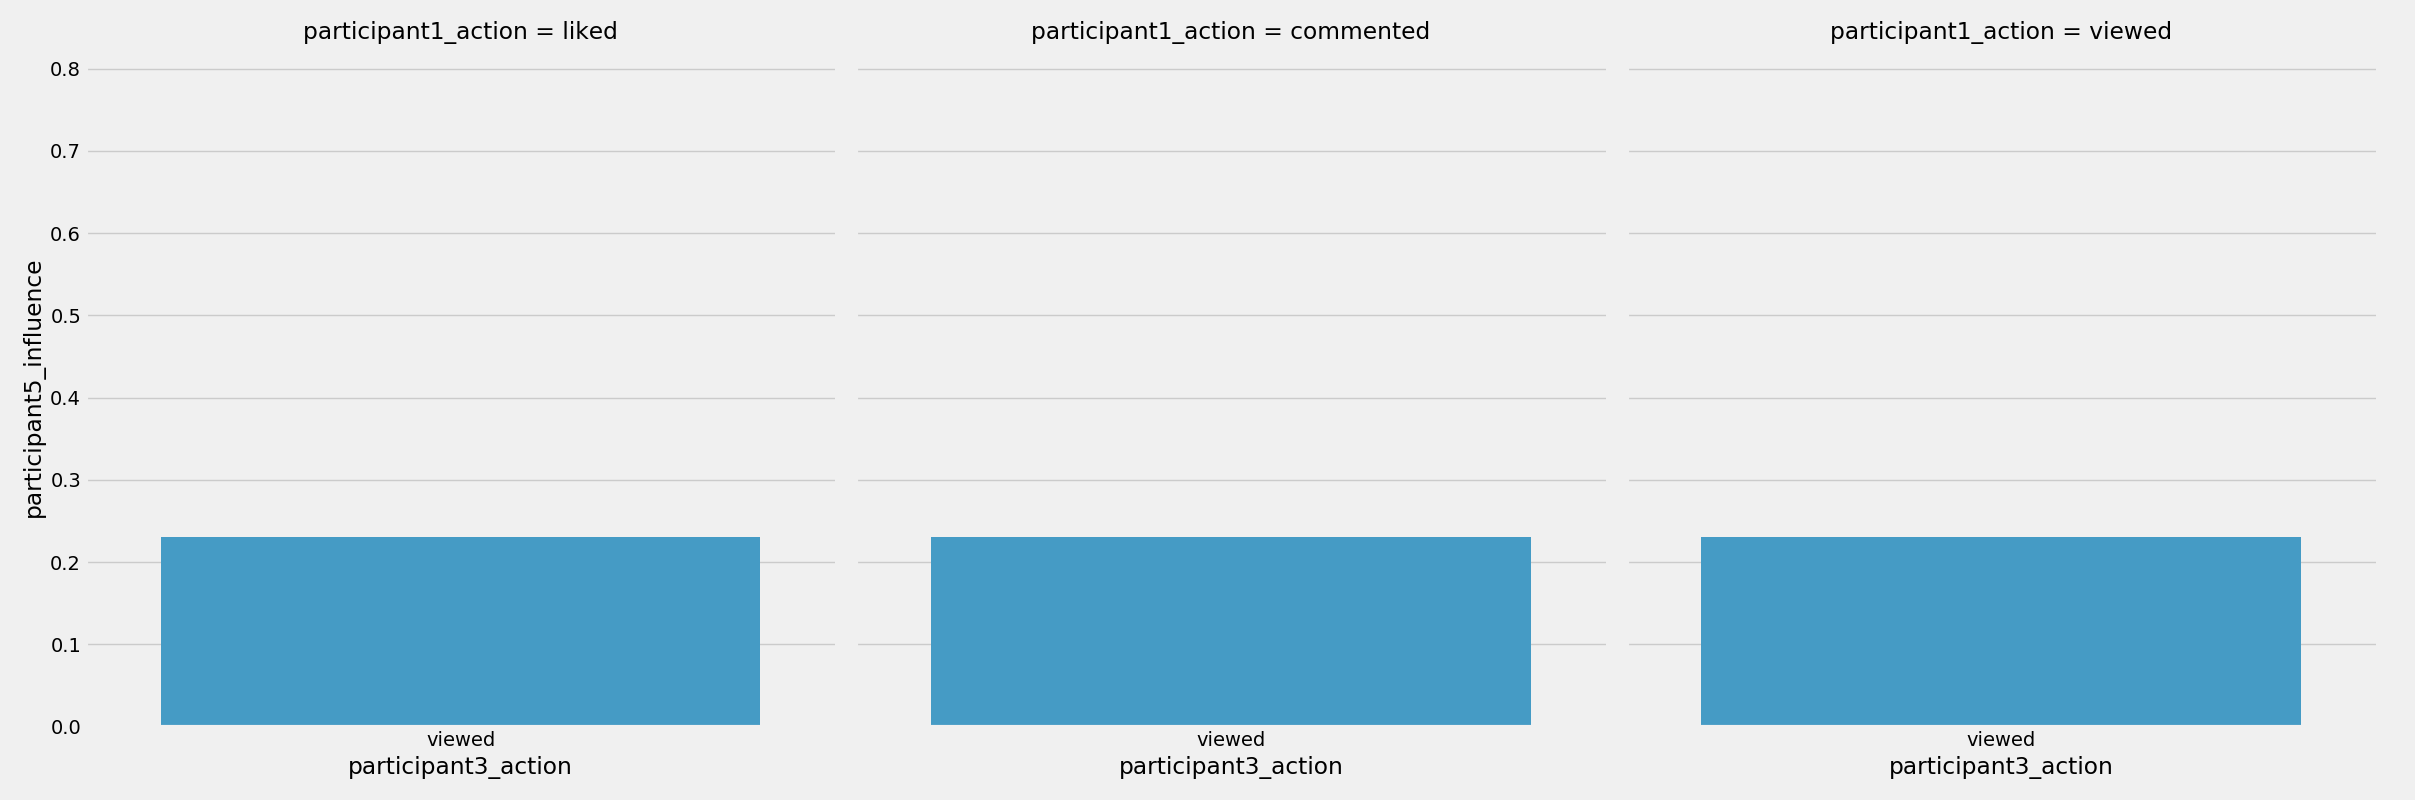 participant1_action = liked
participant1_action = commented
participant1_action = viewed
participant5_influence
0.8
0.7
0.6
0.5
0.4
0.3
0.2
0.1
0.0
viewed
viewed
viewed
participant3_action
participant3_action
participant3_action